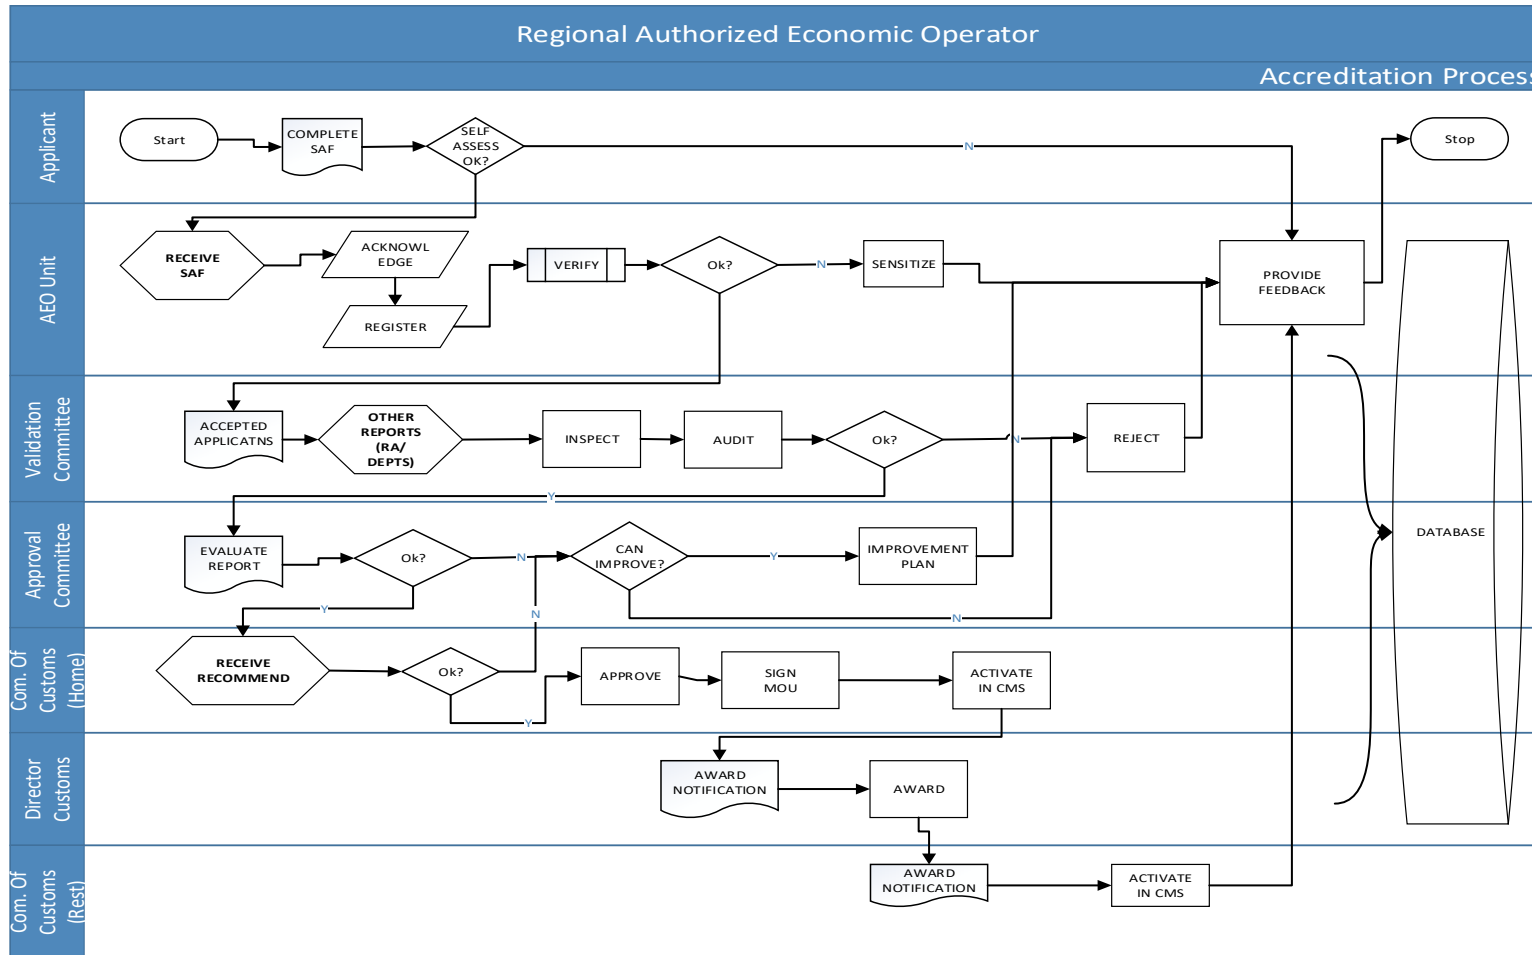 Regional Authorized Economic Operator
Accreditation Process
Applicant
Start
COMPLETE
SAF
SELF
ASSESS
OK?
N
Stop
AEO Unit
RECEIVE
SAF
ACKNOWL
EDGE
REGISTER
VERIFY
Ok?
N
SENSITIZE
PROVIDE
FEEDBACK
Validation
Committee
ACCEPTED
APPLICATNS
OTHER
REPORTS
(RA/
DEPTS)
INSPECT
AUDIT
Ok?
N
REJECT
Y
Approval
Committee
EVALUATE
REPORT
Ok?
N
CAN
IMPROVE?
Y
IMPROVEMENT
PLAN
DATABASE
Y
N
N
Com. Of
Customs
(Home)
RECEIVE
RECOMMEND
Ok?
Y
APPROVE
SIGN
MOU
ACTIVATE
IN CMS
Director
Customs
AWARD
NOTIFICATION
AWARD
Com. Of
Customs
(Rest)
AWARD
NOTIFICATION
ACTIVATE
IN CMS